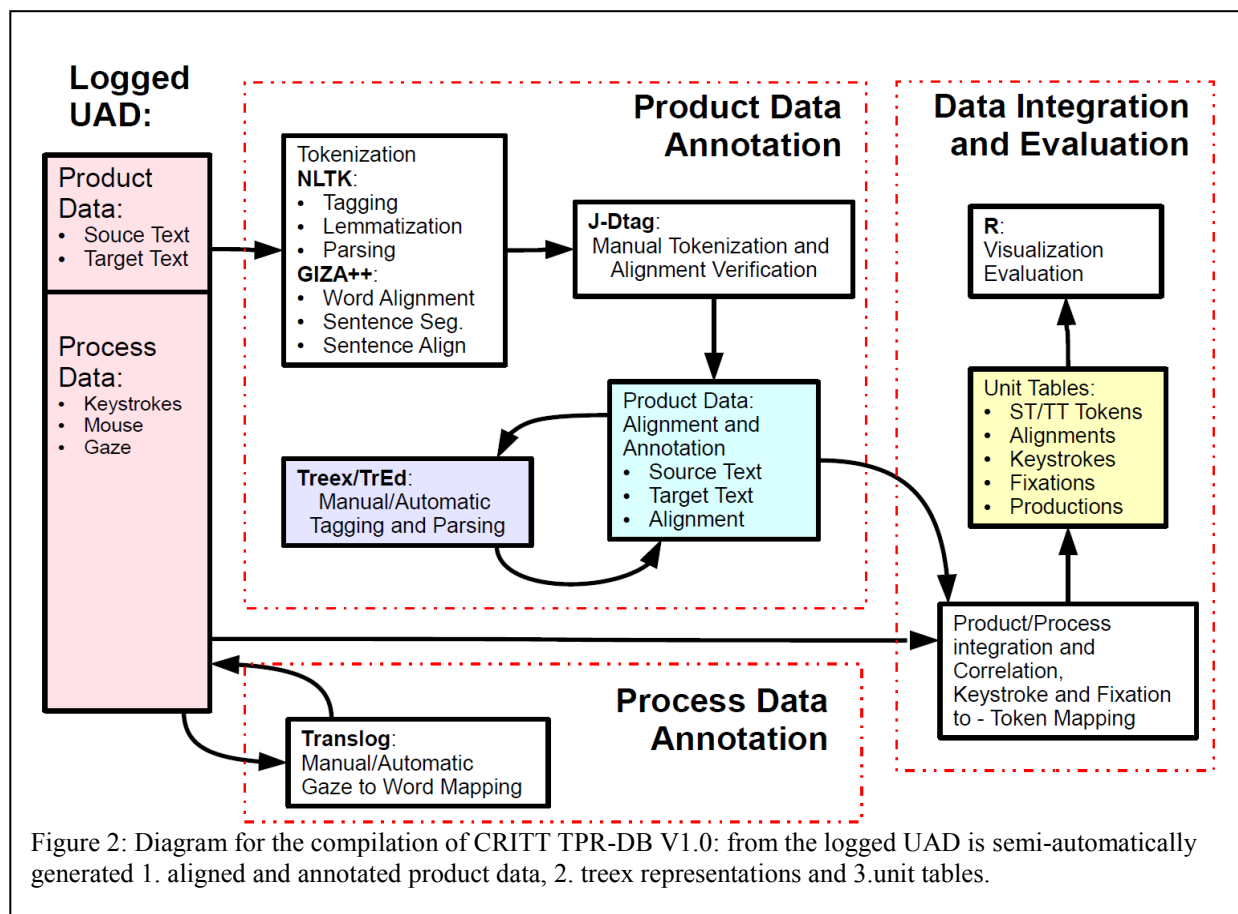 Logged
UAD:
Product
Data:
• Souce Text
• Target Text
Process
Data:
• Keystrokes
• Mouse
• Gaze
Product Data
Annotation
Tokenization
NLTK:
• Tagging
• Lemmatization
• Parsing
GIZA++:
• Word Alignment
• Sentence Seg.
• Sentence Align
J-Dtag:
Manual Tokenization and
Alignment Verification
Product Data:
Alignment and
Annotation
• Source Text
• Target Text
• Alignment
Treex/TrEd:
Manual/Automatic
Tagging and Parsing
Process Data
Annotation
Translog:
Manual/Automatic
Gaze to Word Mapping
Data Integration
and Evaluation
R:
Visualization
Evaluation
Unit Tables:
• ST/TT Tokens
• Alignments
• Keystrokes
• Fixations
• Productions
Product/Process
integration and
Correlation,
Keystroke and Fixation
to - Token Mapping
Figure 2: Diagram for the compilation of CRITT TPR-DB V1.0: from the logged UAD is semi-automatically
generated 1. aligned and annotated product data, 2. treex representations and 3.unit tables.